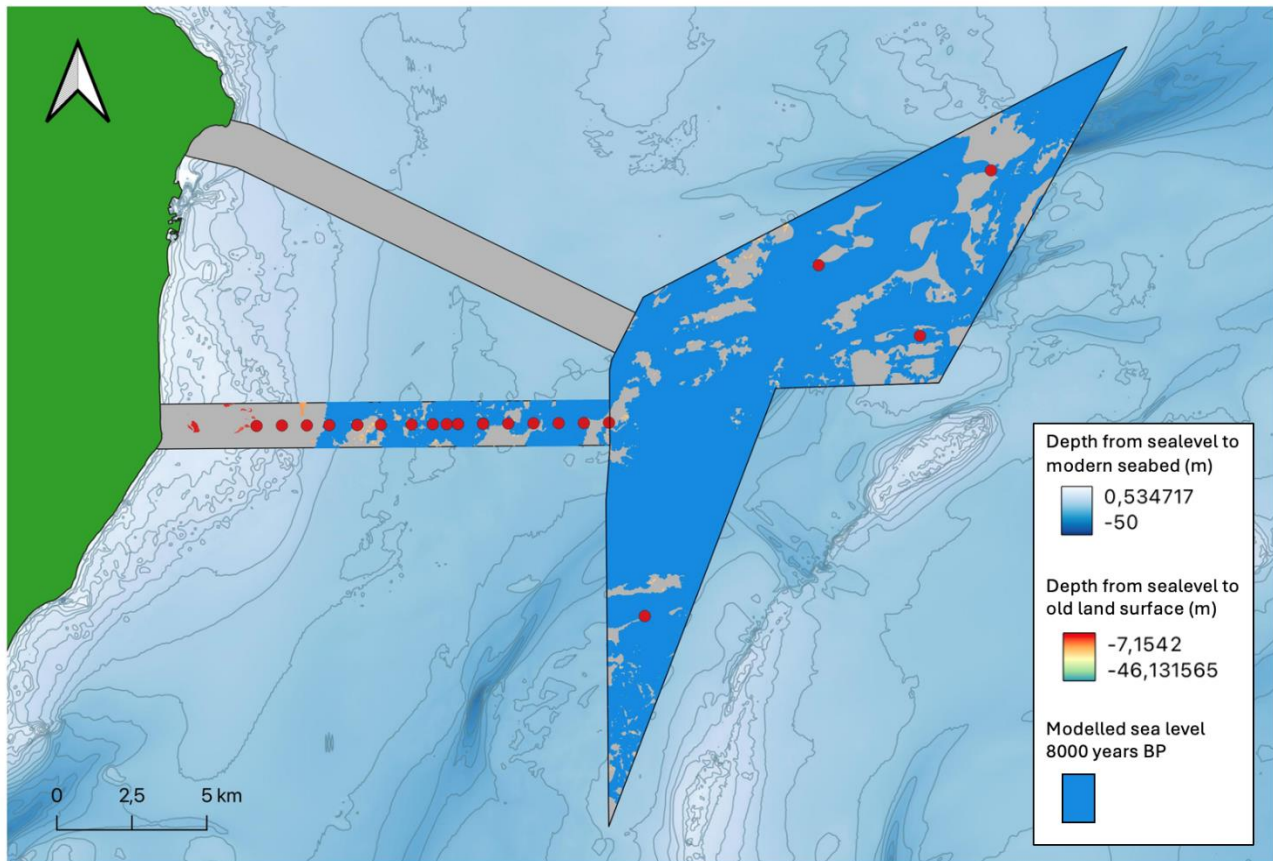 Depth from sealevel to
modern seabed (m)
0,534717
-50
Depth from sealevel to
old land surface (m)
-7,1542
-46,131565
Modelled sea level
8000 years BP
0 2,5 5 km